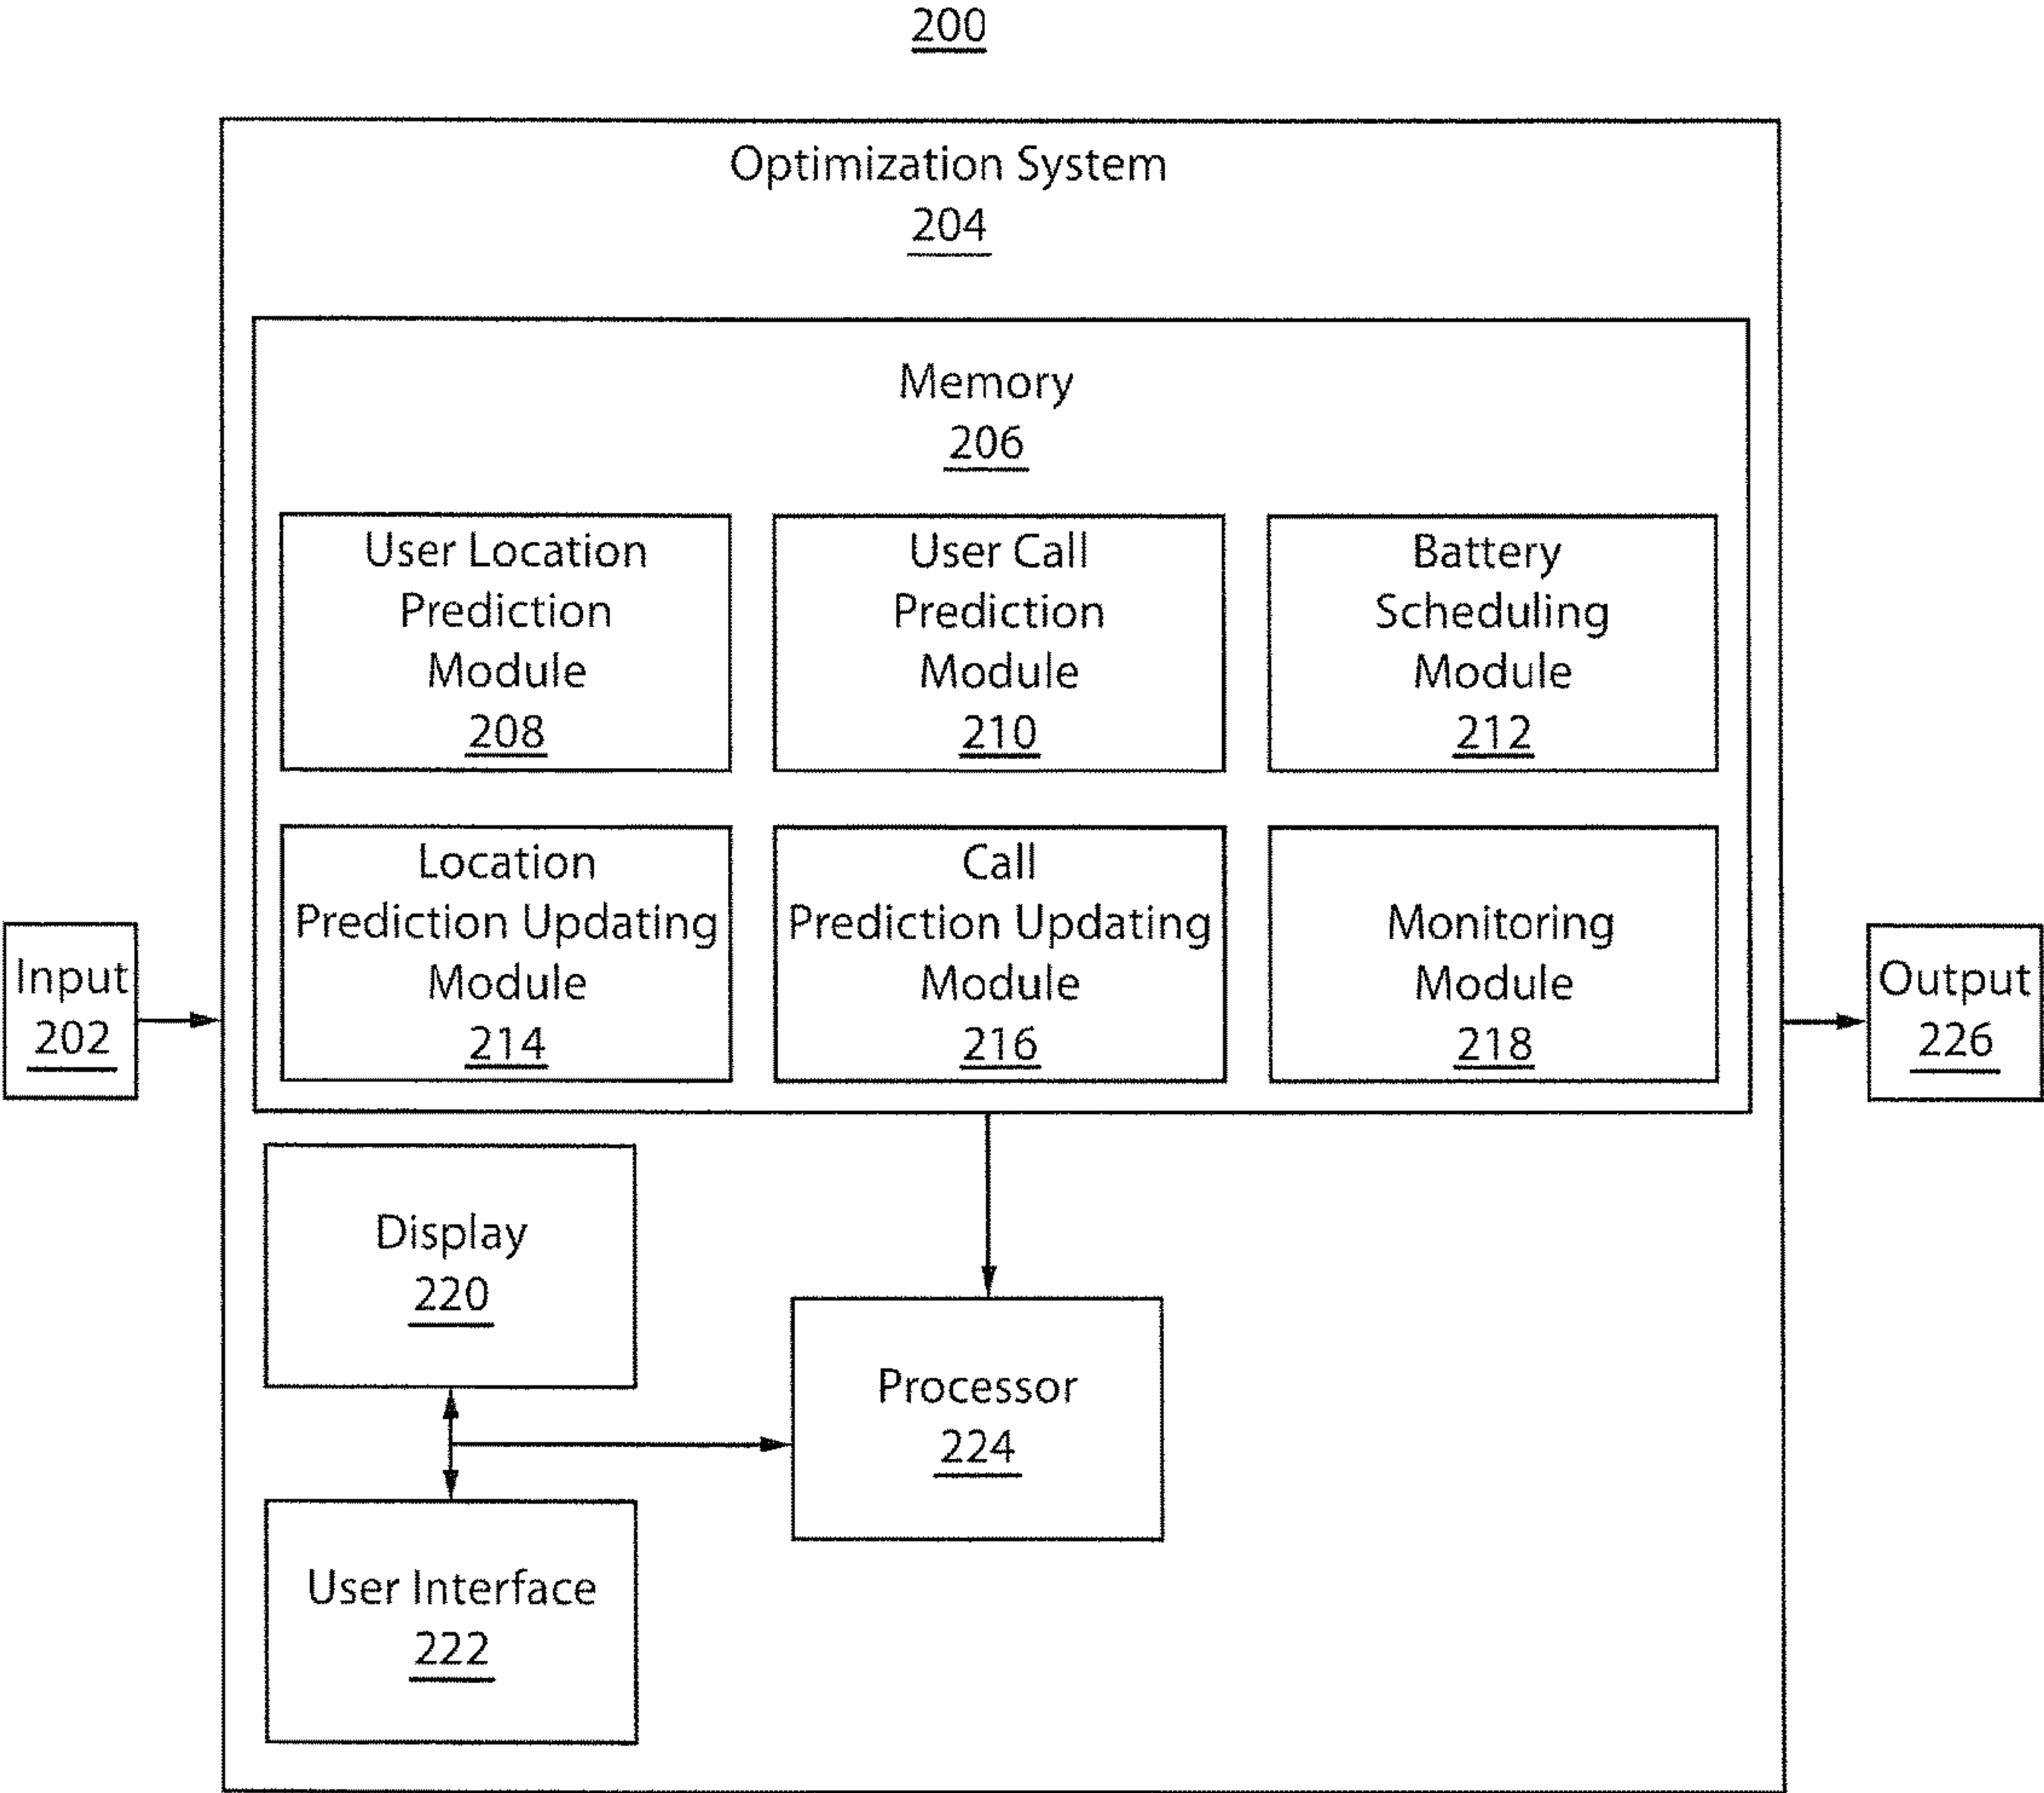 200
Optimization System
204
Memory
206
User Location
Prediction
Module
208
User Call
Prediction
Module
210
Battery
Scheduling
Module
212
Location
Prediction Updating
Module
214
Call
Prediction Updating
Module
216
Monitoring
Module
218
Input
202
Output
226
Display
220
Processor
224
User Interface
222